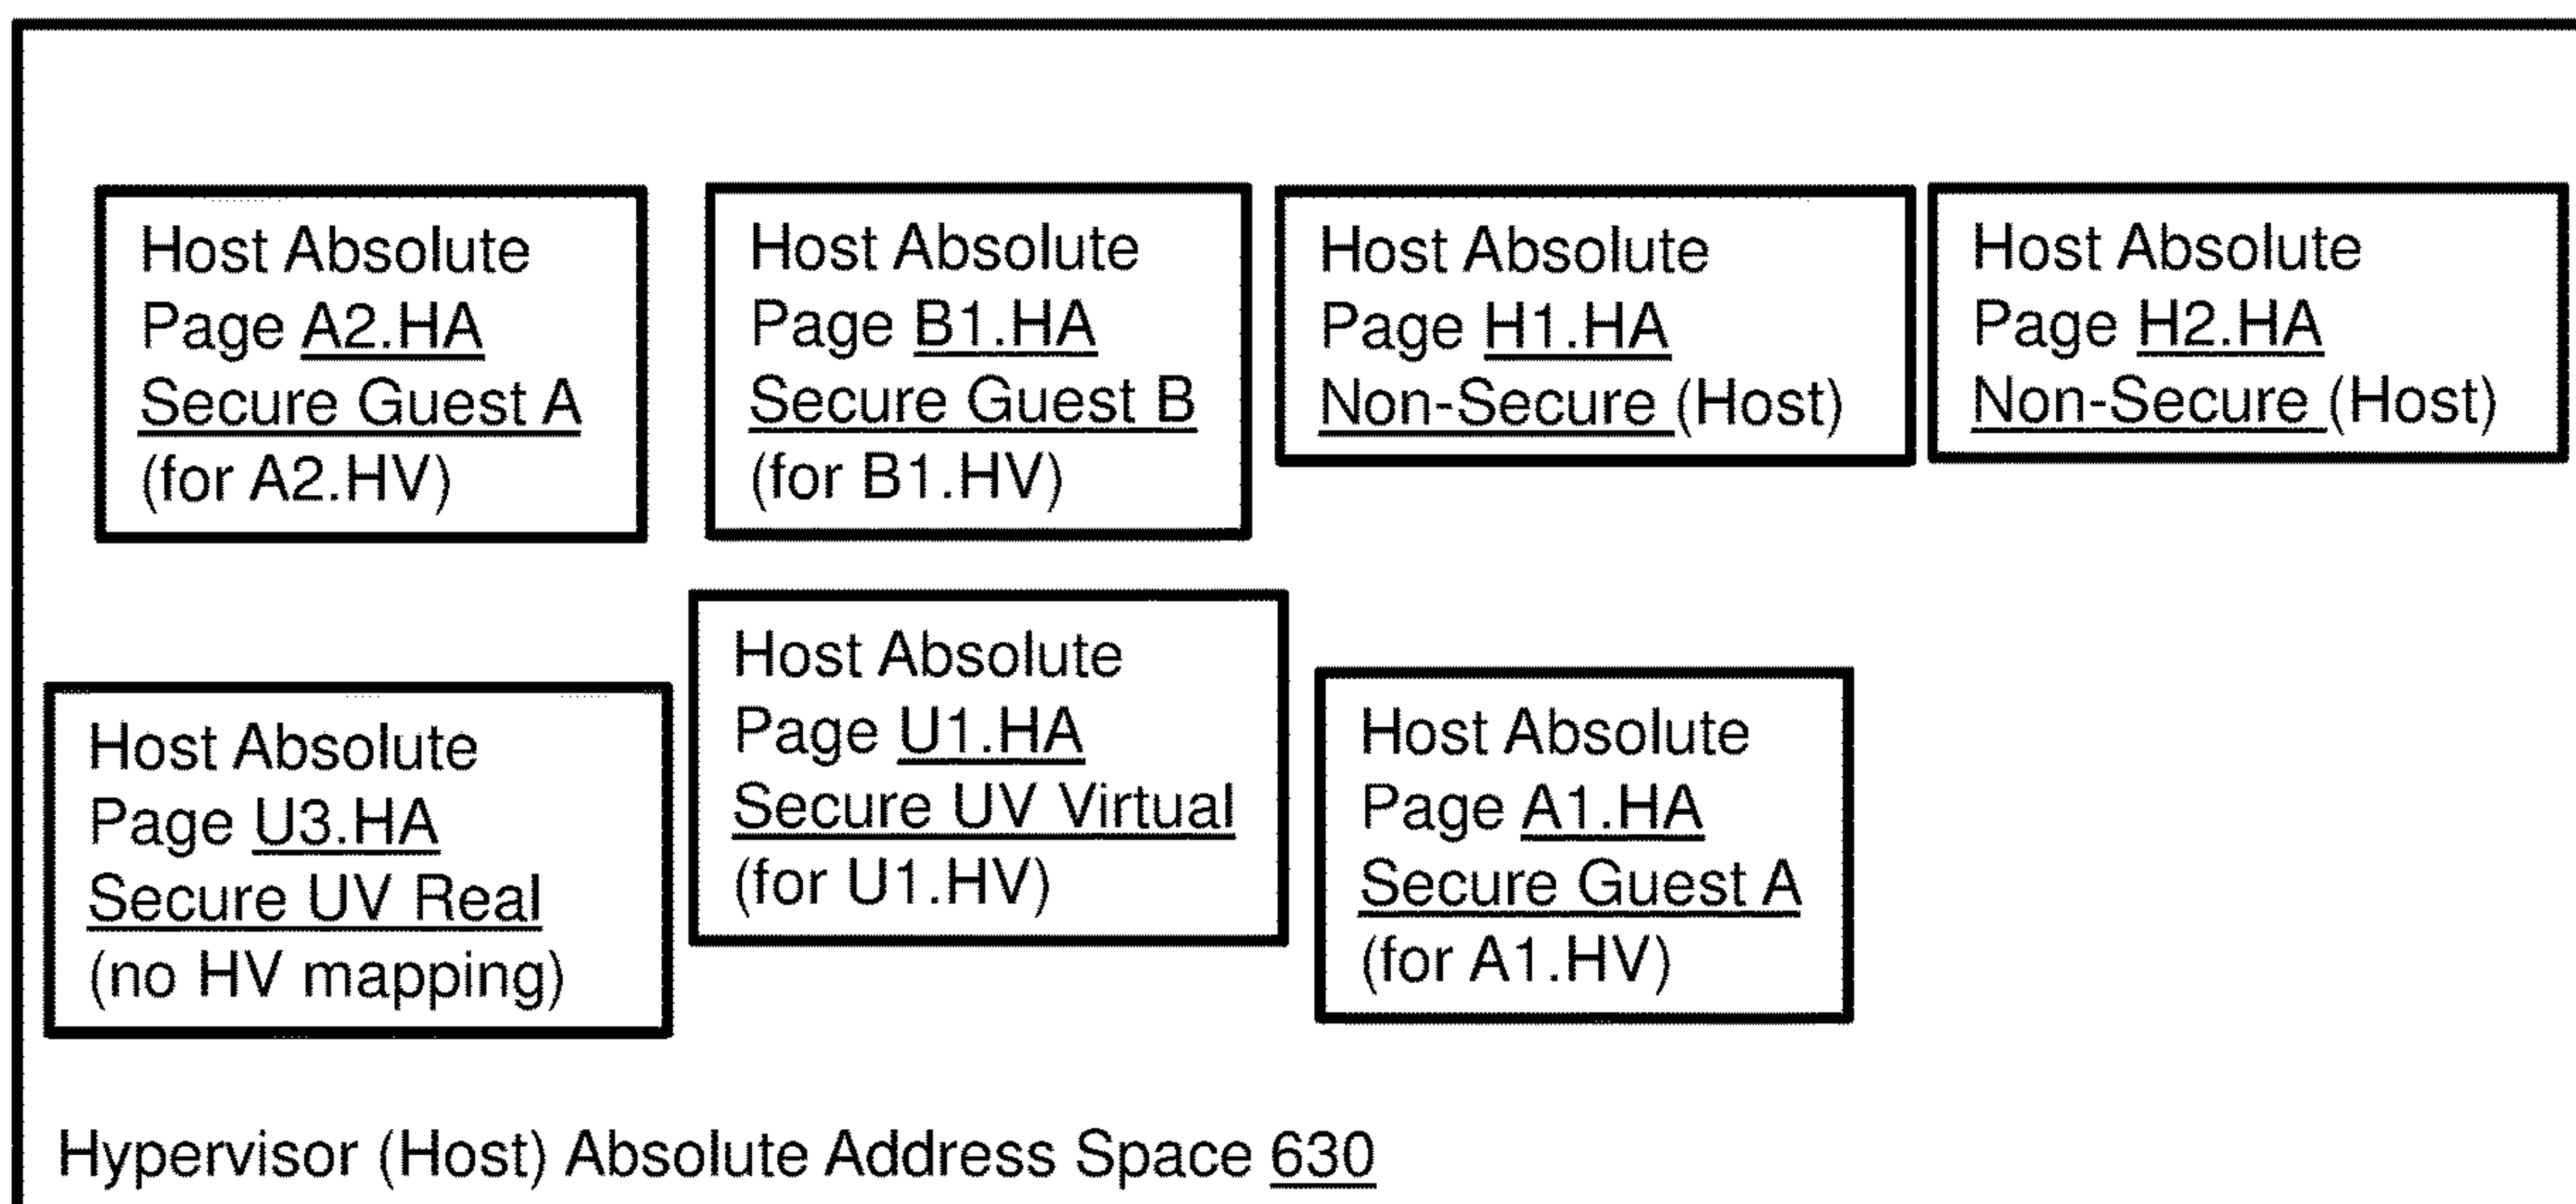 Host Absolute
Page A2.HA
Secure Guest A
(for A2.HV)
Host Absolute
Page B1.HA
Secure Guest B
(for B1.HV)
Host Absolute
Page H1.HA
Non-Secure (Host)
Host Absolute
Page H2.HA
Non-Secure (Host)
Host Absolute
Page U3.HA
Secure UV Real
(no HV mapping)
Host Absolute
Page U1.HA
Secure UV Virtual
(for U1.HV)
Host Absolute
Page A1.HA
Secure Guest A
(for A1.HV)
Hypervisor (Host) Absolute Address Space 630